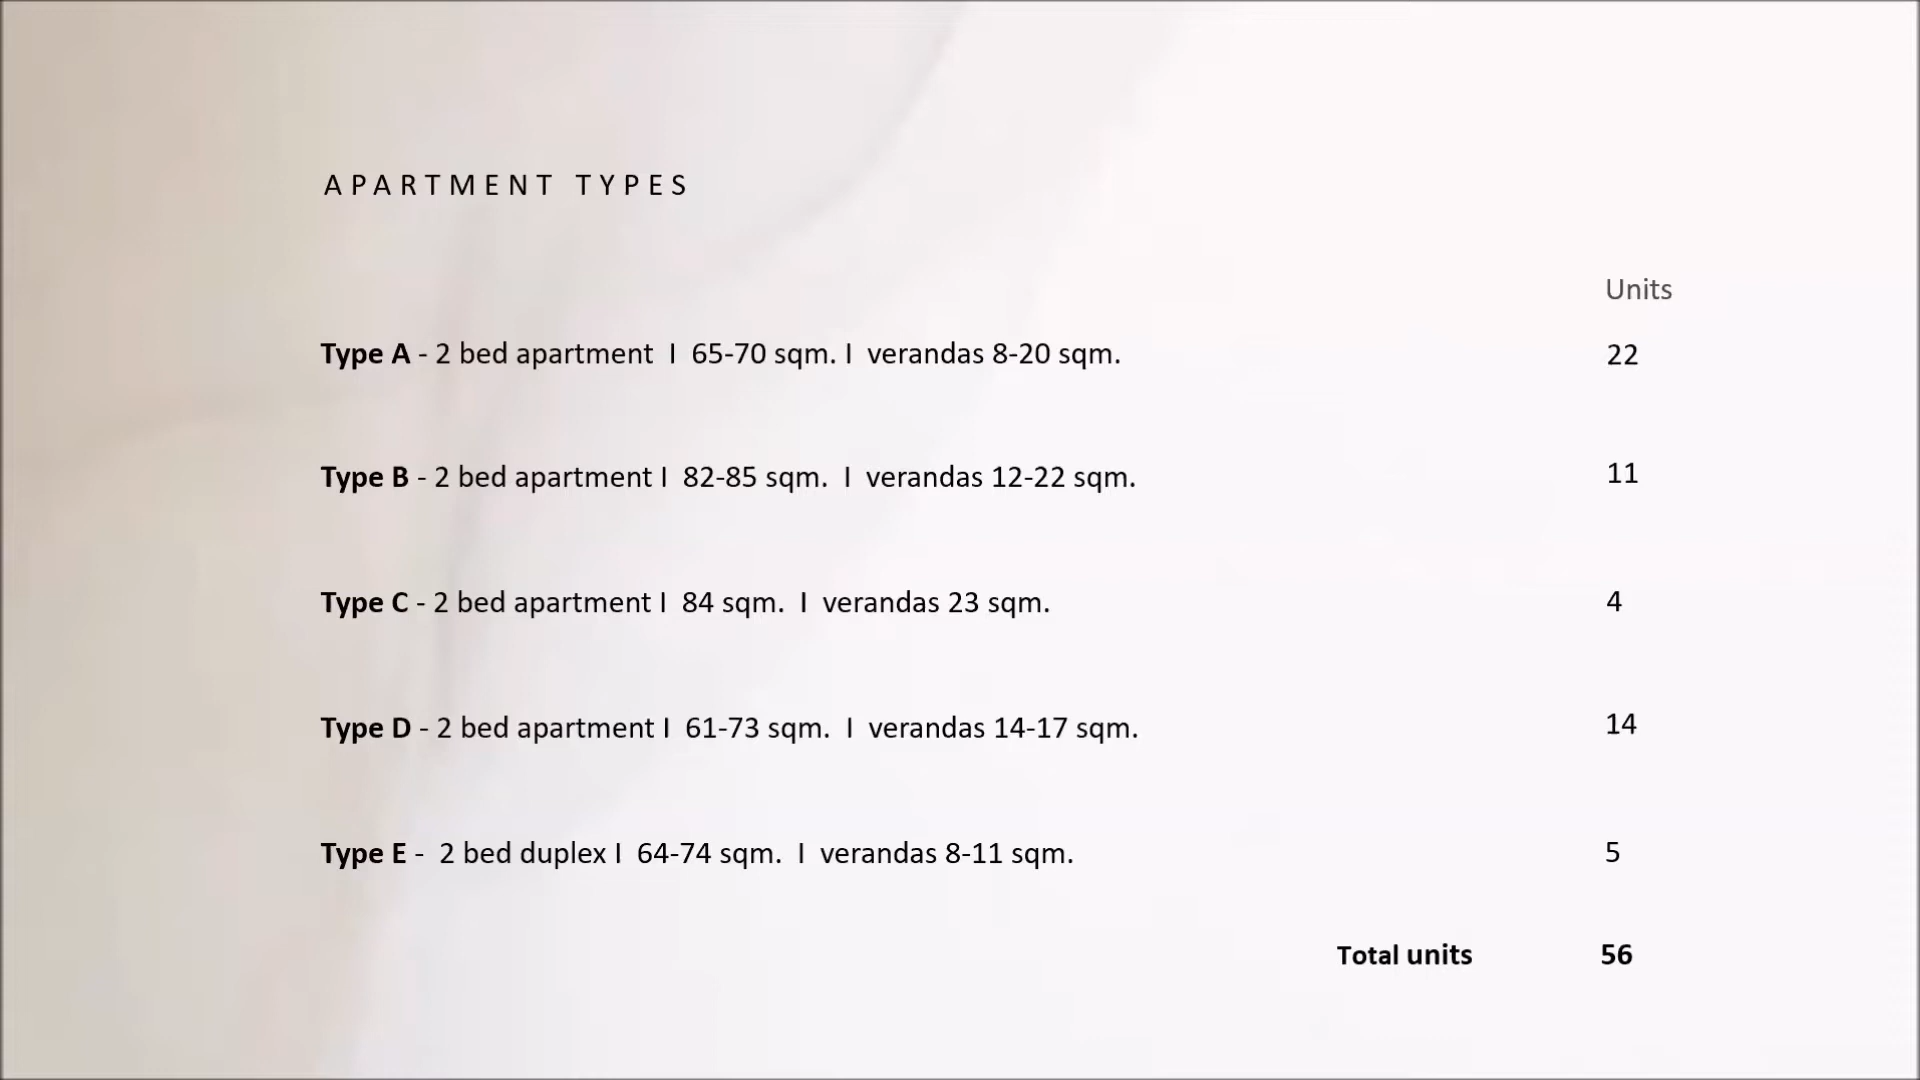 APARTMENT TYPES
Units
Type A - 2 bed apartment I 65-70 sqm. I verandas 8-20 sqm. 22
Type B - 2 bed apartment I 82-85 sqm. I verandas 12-22 sqm. 11
Type C - 2 bed apartment I 84 sqm. I verandas 23 sqm. 4
Type D - 2 bed apartment I 61-73 sqm. I verandas 14-17 sqm. 14
Type E - 2 bed duplex I 64-74 sqm. I verandas 8-11 sqm. 5
Total units 56